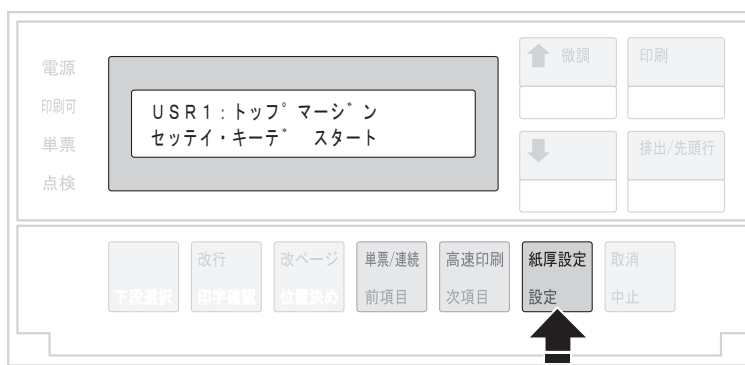 電源
印刷可
単票
点検
USR1:トップ゜マージ゛ン
セッテイ・キーデ゛ スタート
微調
印刷
排出/先頭行
改行
改ページ
単票/連続
高速印刷
紙厚設定
取消
下段選択
印字確認
位置決め
前項目
次項目
設定
中止